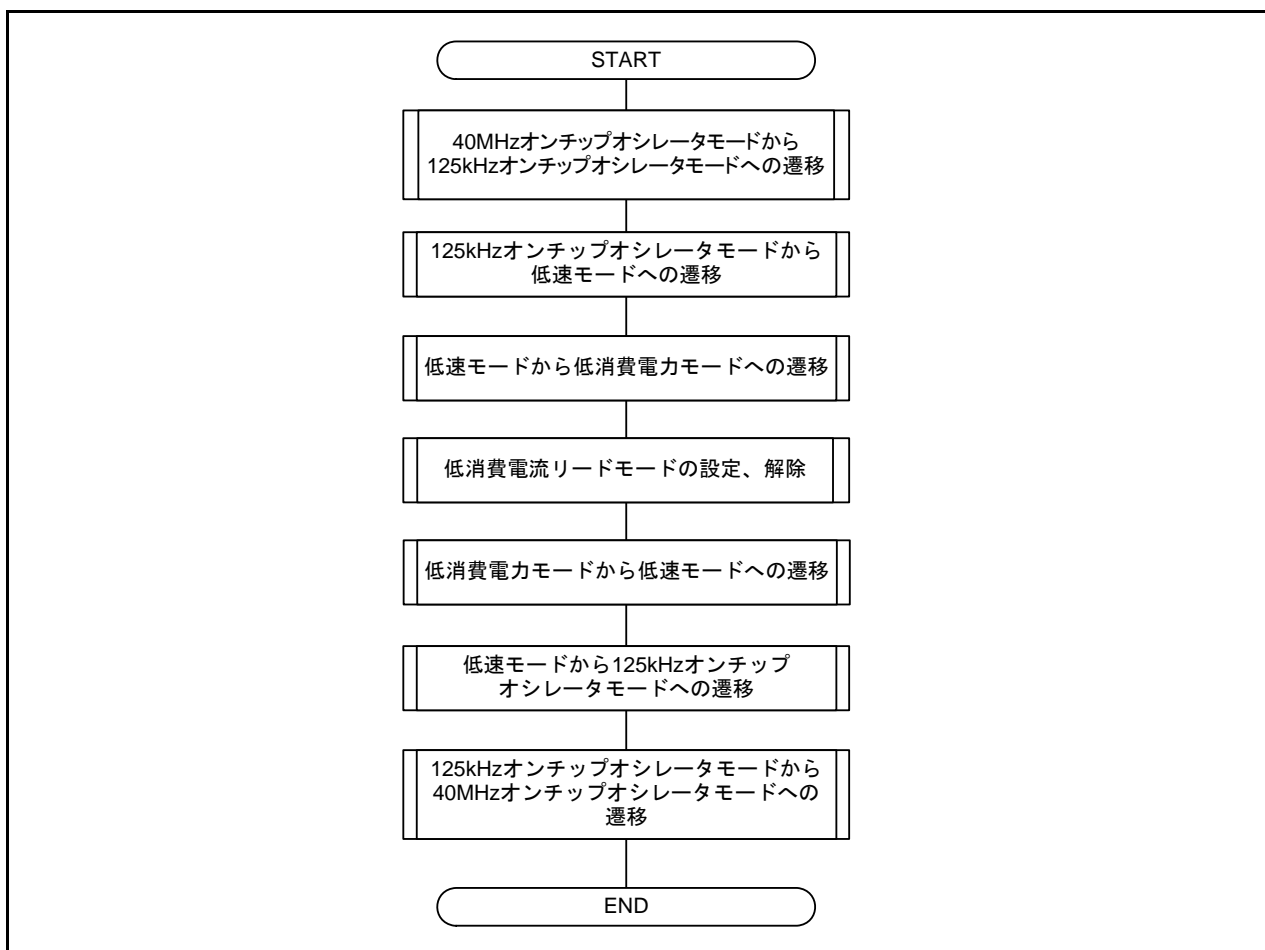 START
40MHzオンチップオシレータモードから
125kHzオンチップオシレータモードへの遷移
125kHzオンチップオシレータモードから
低速モードへの遷移
低速モードから低消費電力モードへの遷移
低消費電流リードモードの設定、解除
低消費電力モードから低速モードへの遷移
低速モードから125kHzオンチップ
オシレータモードへの遷移
125kHzオンチップオシレータモードから
40MHzオンチップオシレータモードへの
遷移
END